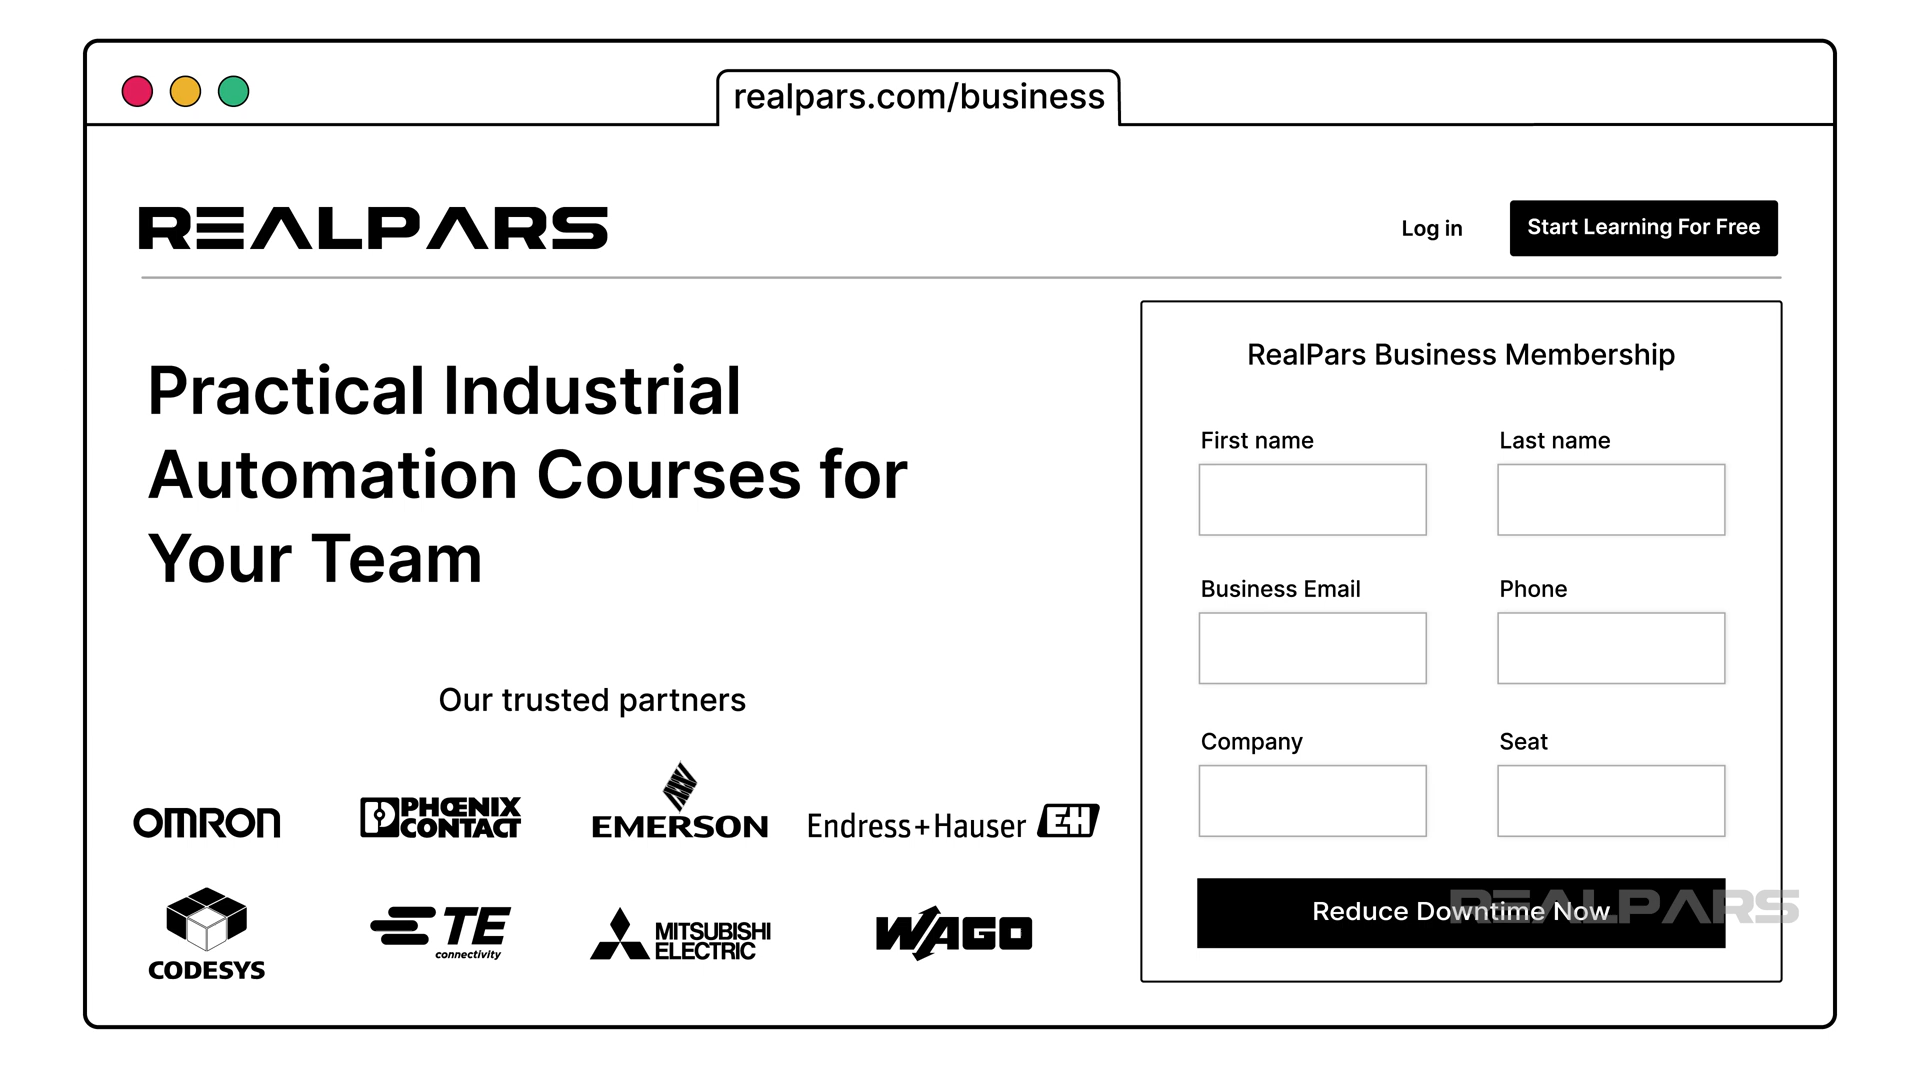 realpars.com/business
REALPARS
Log in
Start Learning For Free
Practical Industrial
Automation Courses for
Your Team
Our trusted partners
OMRON
PHŒNIX
CONTACT
EMERSON
Endress+Hauser EH
CODESYS
TE
connectivity
MITSUBISHI
ELECTRIC
WAGO
RealPars Business Membership
First name
Last name
Business Email
Phone
Company
Seat
Reduce Downtime Now
REALPARS